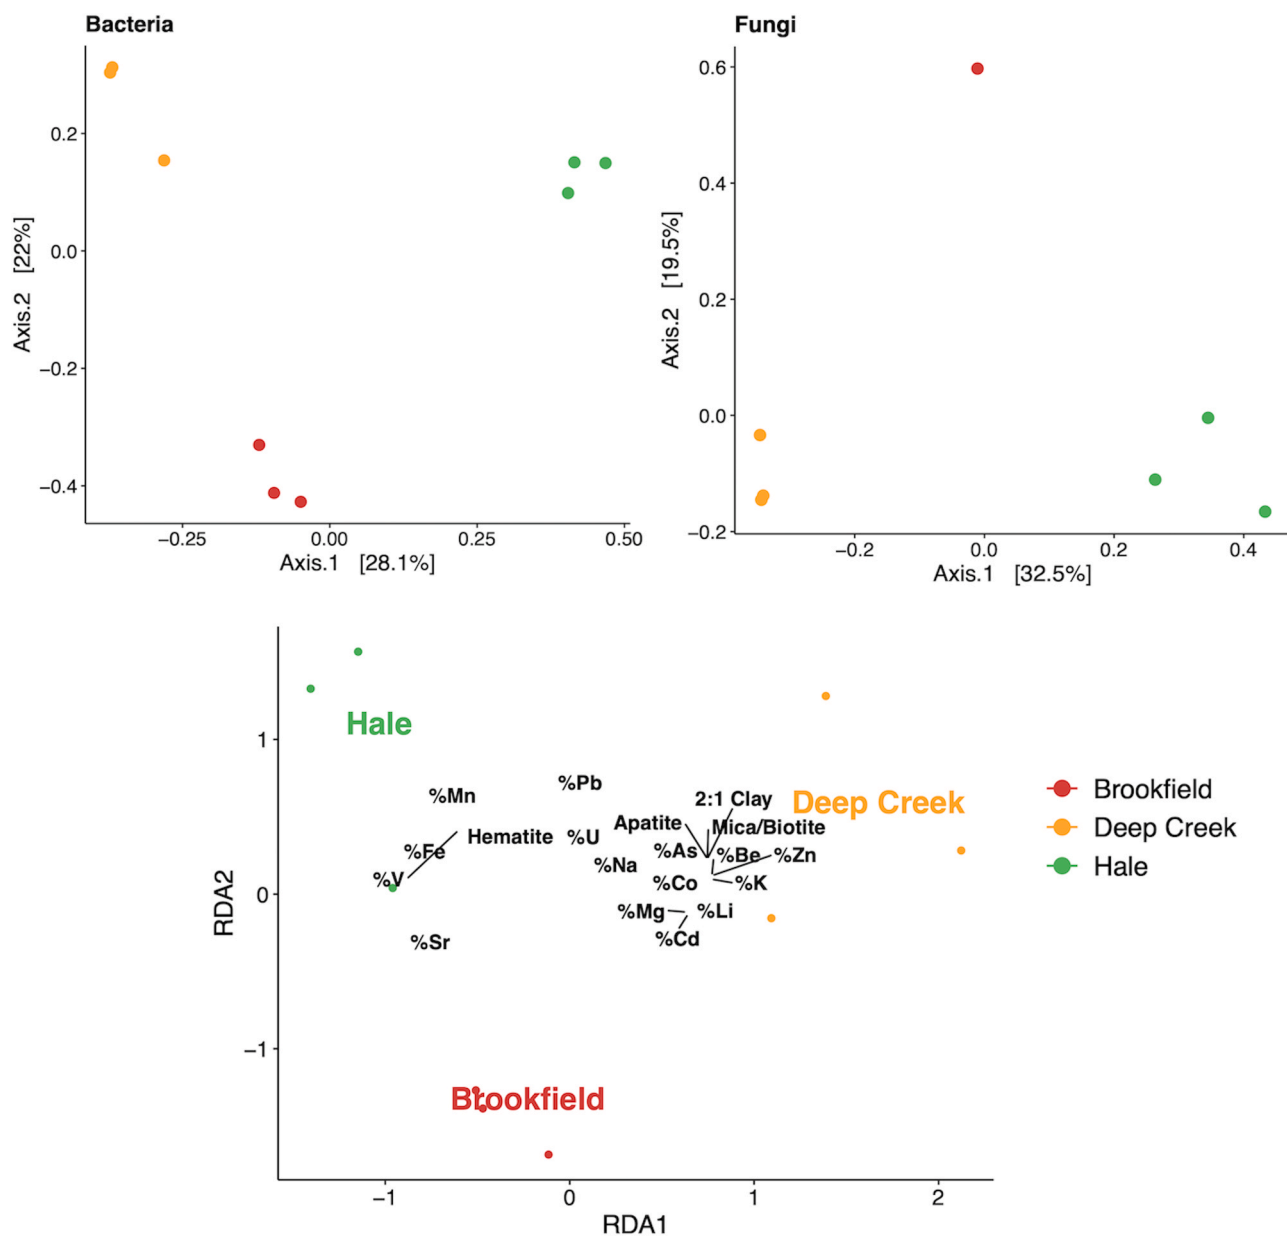 Bacteria
0.2
0.0
−0.2
−0.4
Axis.2 [22%]
−0.25 0.00 0.25 0.50
Axis.1 [28.1%]
Fungi
0.6
0.4
0.2
0.0
−0.2
Axis.2 [19.5%]
−0.2 0.0 0.2 0.4
Axis.1 [32.5%]
Hale
%Mn
%Pb
2:1 Clay
Deep Creek
Apatite
Mica/Biotite
Hematite
%U
%Fe
%As
%Be
%Zn
%Na
%V
%Co
%K
%Mg
%Li
%Sr
%Cd
Brookfield
1
0
−1
RDA2
−1 0 1 2
RDA1
Brookfield
Deep Creek
Hale